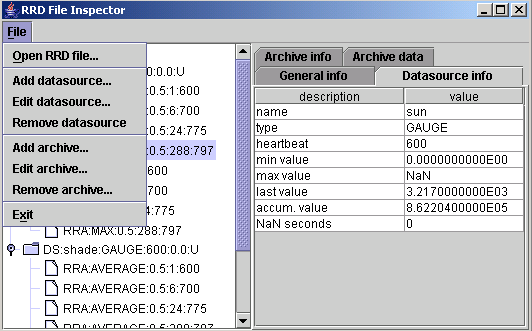 RRD File Inspector
File
Open RRD file...
Add datasource...
Edit datasource...
Remove datasource
Add archive...
Edit archive...
Remove archive...
Exit
:600:0.0:U
0.5:1:600
0.5:6:700
0.5:24:775
0.5:288:797
600
:700
24:775
RRA:MAX:0.5:288:797
DS:shade:GAUGE:600:0.0:U
RRA:AVERAGE:0.5:1:600
RRA:AVERAGE:0.5:6:700
RRA:AVERAGE:0.5:24:775
RRA:AVERAGE:0.5:288:797
Archive info Archive data
General info Datasource info
description value
name sun
type GAUGE
heartbeat 600
min value 0.0000000000E00
max value NaN
last value 3.2170000000E03
accum. value 8.6220400000E05
NaN seconds 0